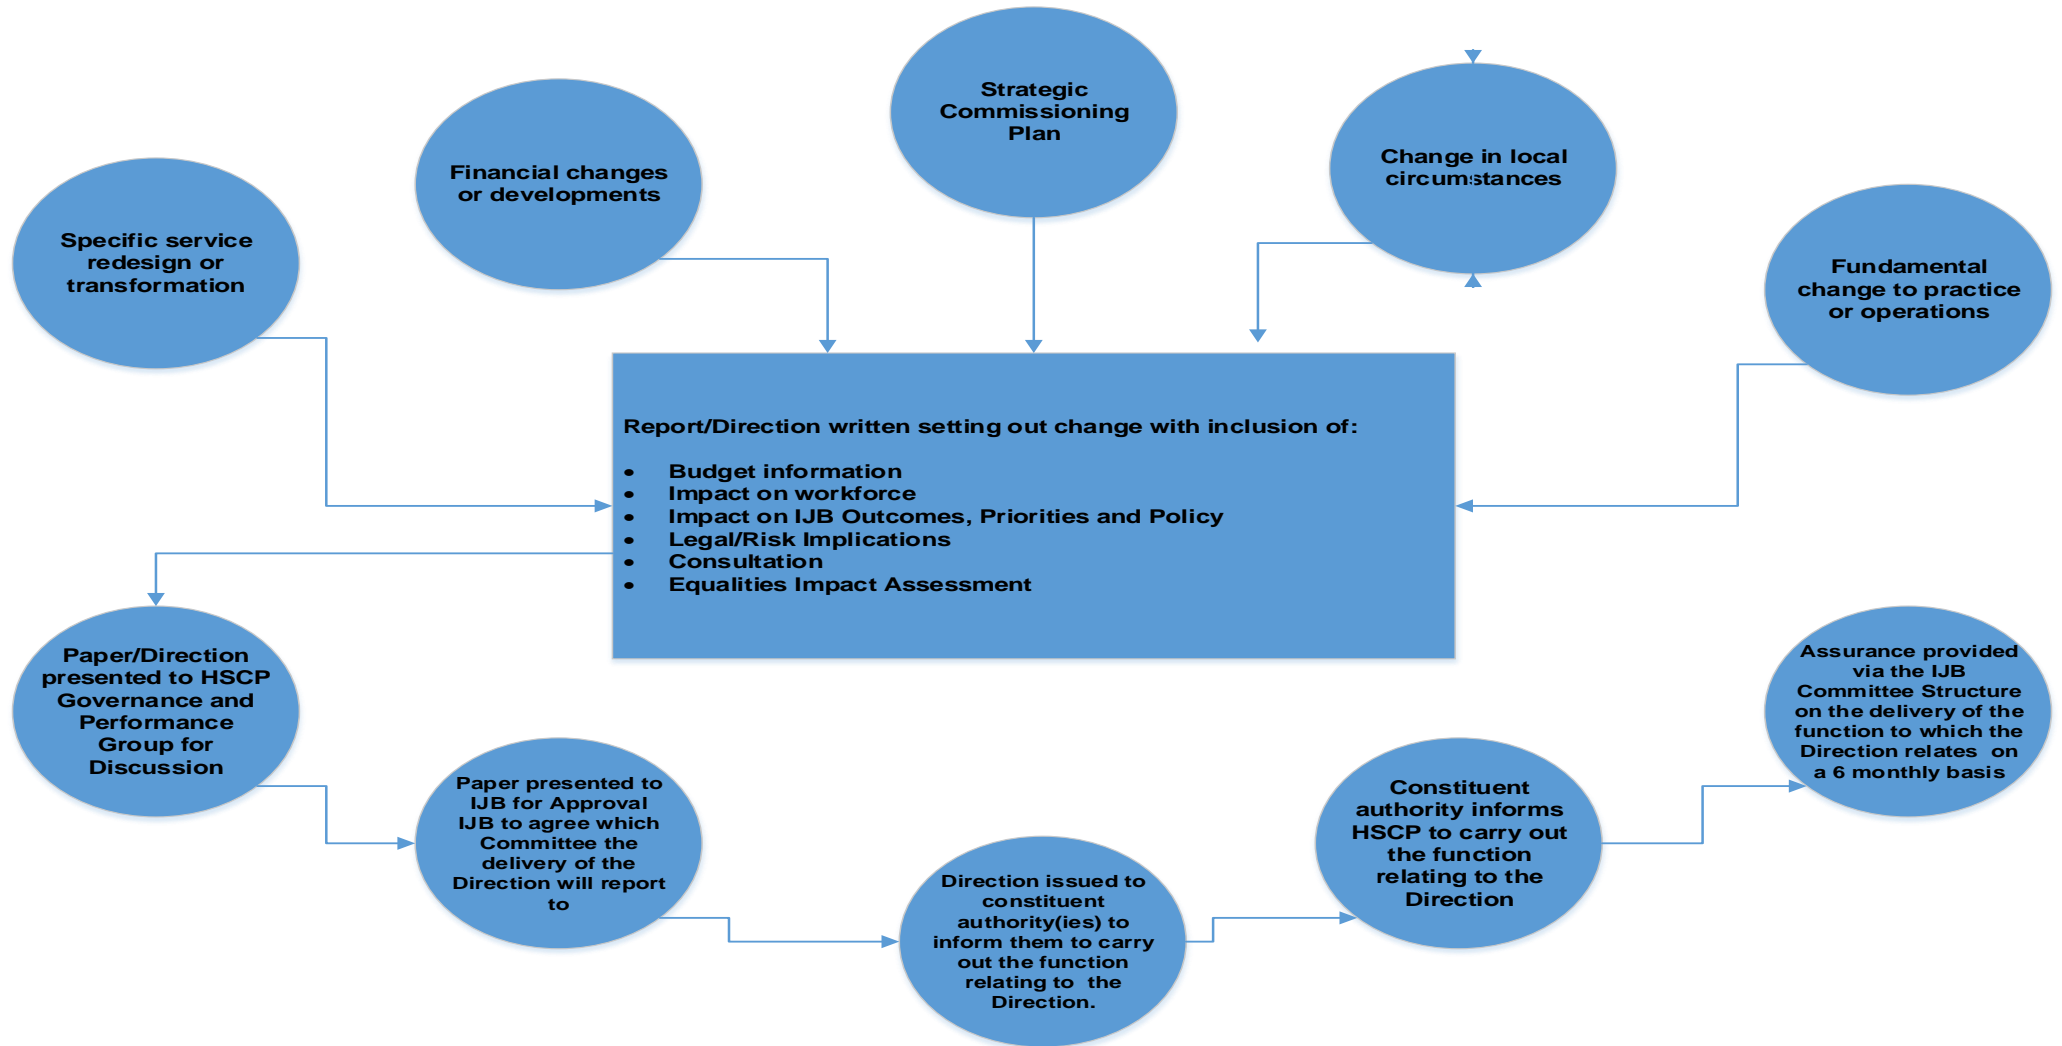 Strategic
Commissioning
Plan
Financial changes
or developments
Change in local
circumstances
Specific service
redesign or
transformation
Fundamental
change to practice
or operations
Report/Direction written setting out change with inclusion of:
• Budget information
• Impact on workforce
• Impact on IJB Outcomes, Priorities and Policy
• Legal/Risk Implications
• Consultation
• Equalities Impact Assessment
Paper/Direction
presented to HSCP
Governance and
Performance
Group for
Discussion
Paper presented to
IJB for Approval
IJB to agree which
Committee the
delivery of the
Direction will report
to
Direction issued to
constituent
authority(ies) to
inform them to carry
out the function
relating to the
Direction.
Constituent
authority informs
HSCP to carry out
the function
relating to the
Direction
Assurance provided
via the IJB
Committee Structure
on the delivery of the
function to which the
Direction relates on
a 6 monthly basis